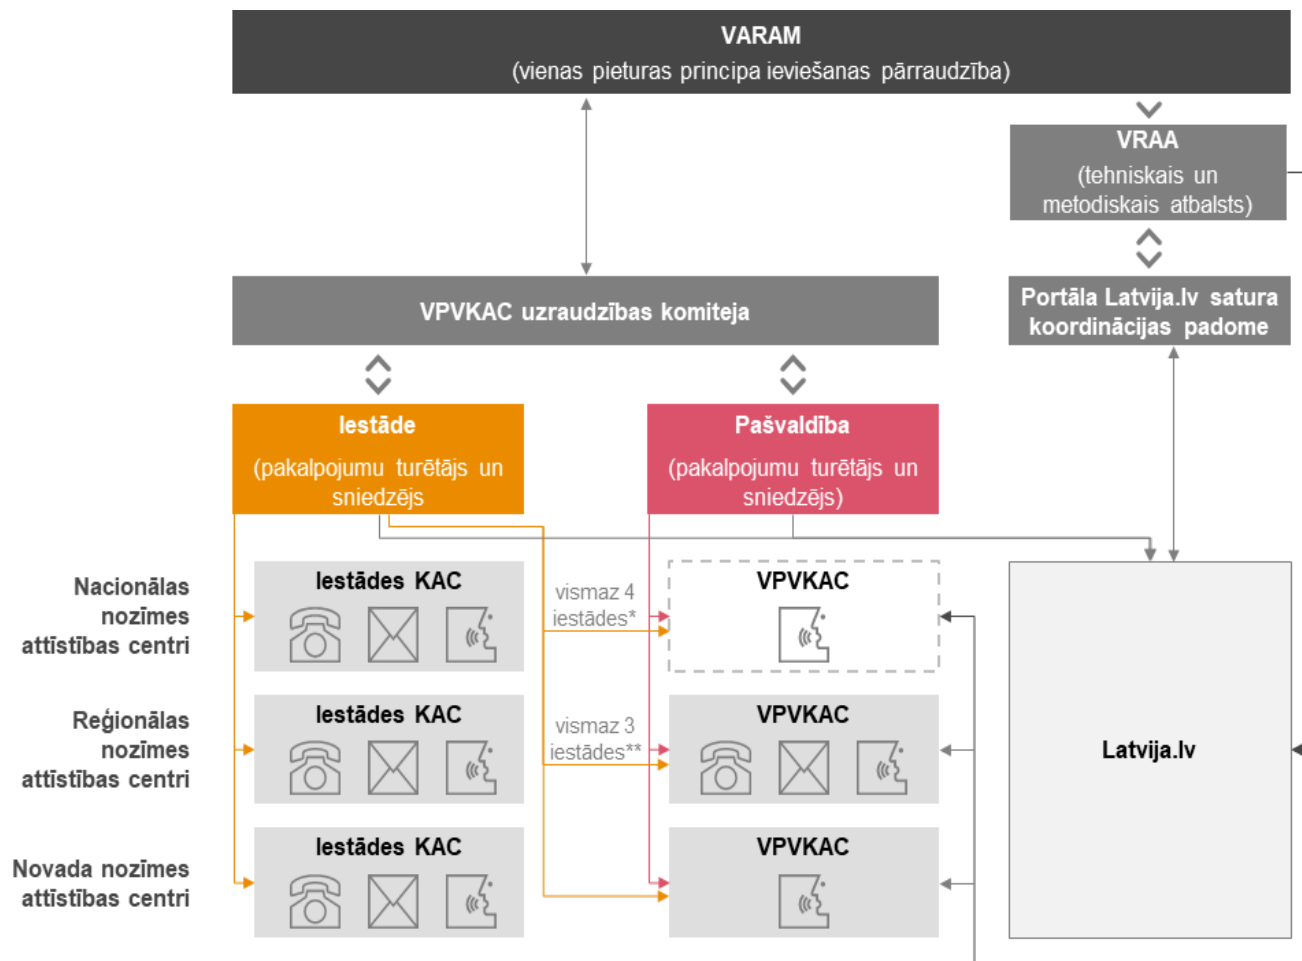 VARAM
(vienas pieturas principa ieviešanas pārraudzība)
VRAA
(tehniskais un
metodiskais atbalsts)
VPVKAC uzraudzības komiteja
Portāla Latvija.lv satura
koordinācijas padome
Iestāde
(pakalpojumu turētājs un
sniedzējs
Pašvaldība
(pakalpojumu turētājs un
sniedzējs)
Nacionālas
nozīmes
attīstības centri
Iestādes KAC
vismaz 4
iestādes*
VPVKAC
Reģionālas
nozīmes
attīstības centri
Iestādes KAC
vismaz 3
iestādes**
VPVKAC
Latvija.lv
Novada nozīmes
attīstības centri
Iestādes KAC
VPVKAC